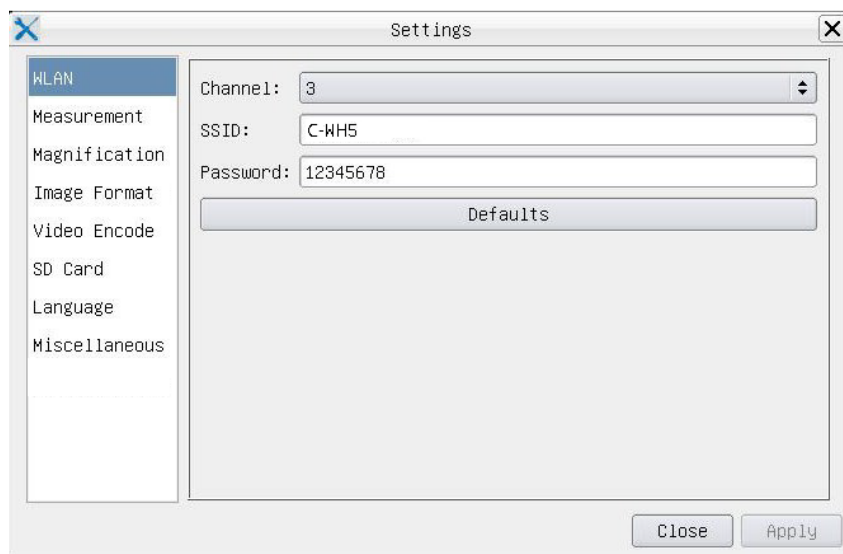 Settings
WLAN
Measurement
Magnification
Image Format
Video Encode
SD Card
Language
Miscellaneous
Channel: 3
SSID: C-WH5
Password: 12345678
Defaults
Close Apply